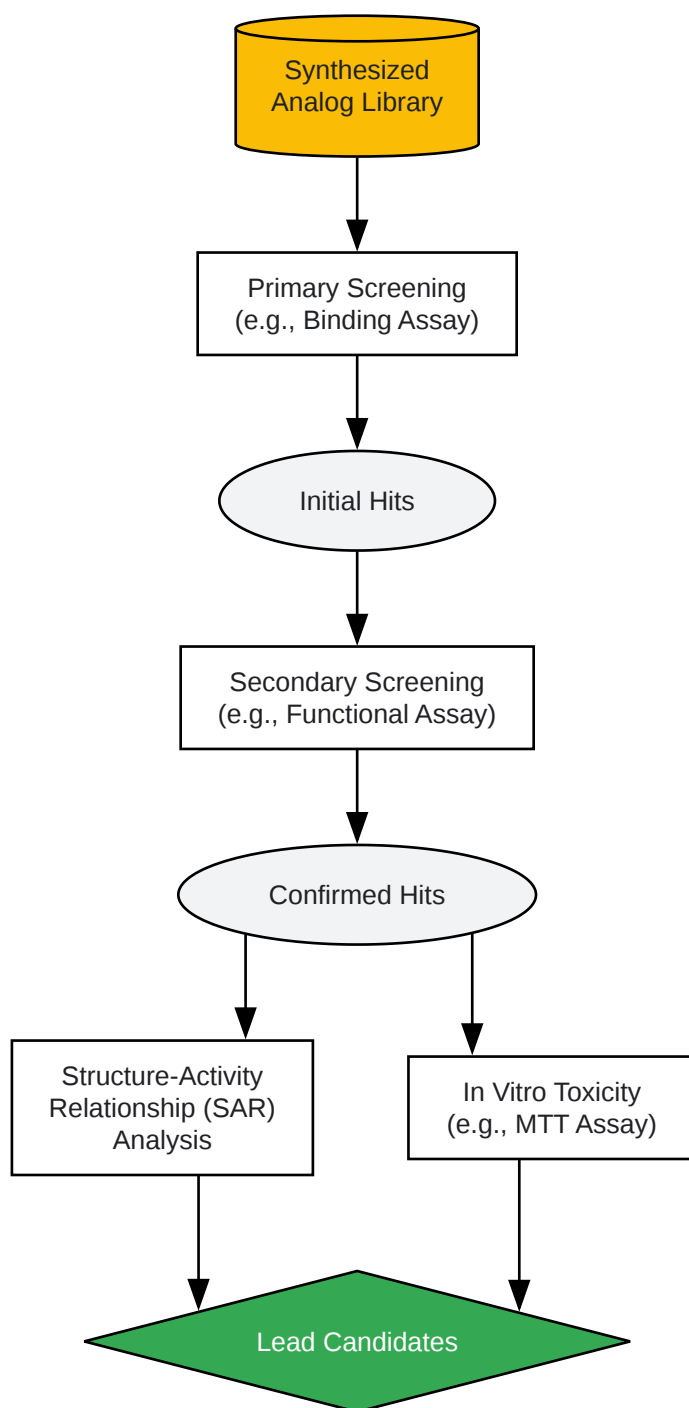 Synthesized
Analog Library
Primary Screening
(e.g., Binding Assay)
Initial Hits
Secondary Screening
(e.g., Functional Assay)
Confirmed Hits
Structure-Activity
Relationship (SAR)
Analysis
In Vitro Toxicity
(e.g., MTT Assay)
Lead Candidates